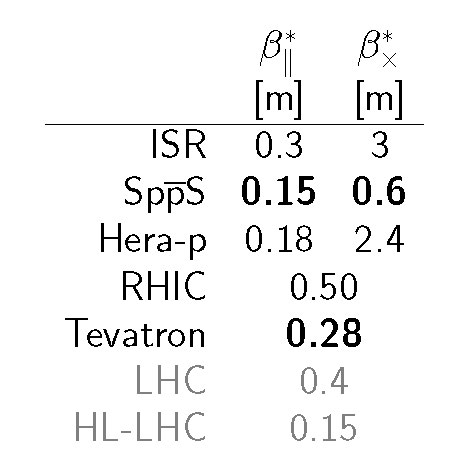 β*∥ β*×
[m] [m]
ISR 0.3 3
Spp̅S 0.15 0.6
Hera-p 0.18 2.4
RHIC 0.50
Tevatron 0.28
LHC 0.4
HL-LHC 0.15